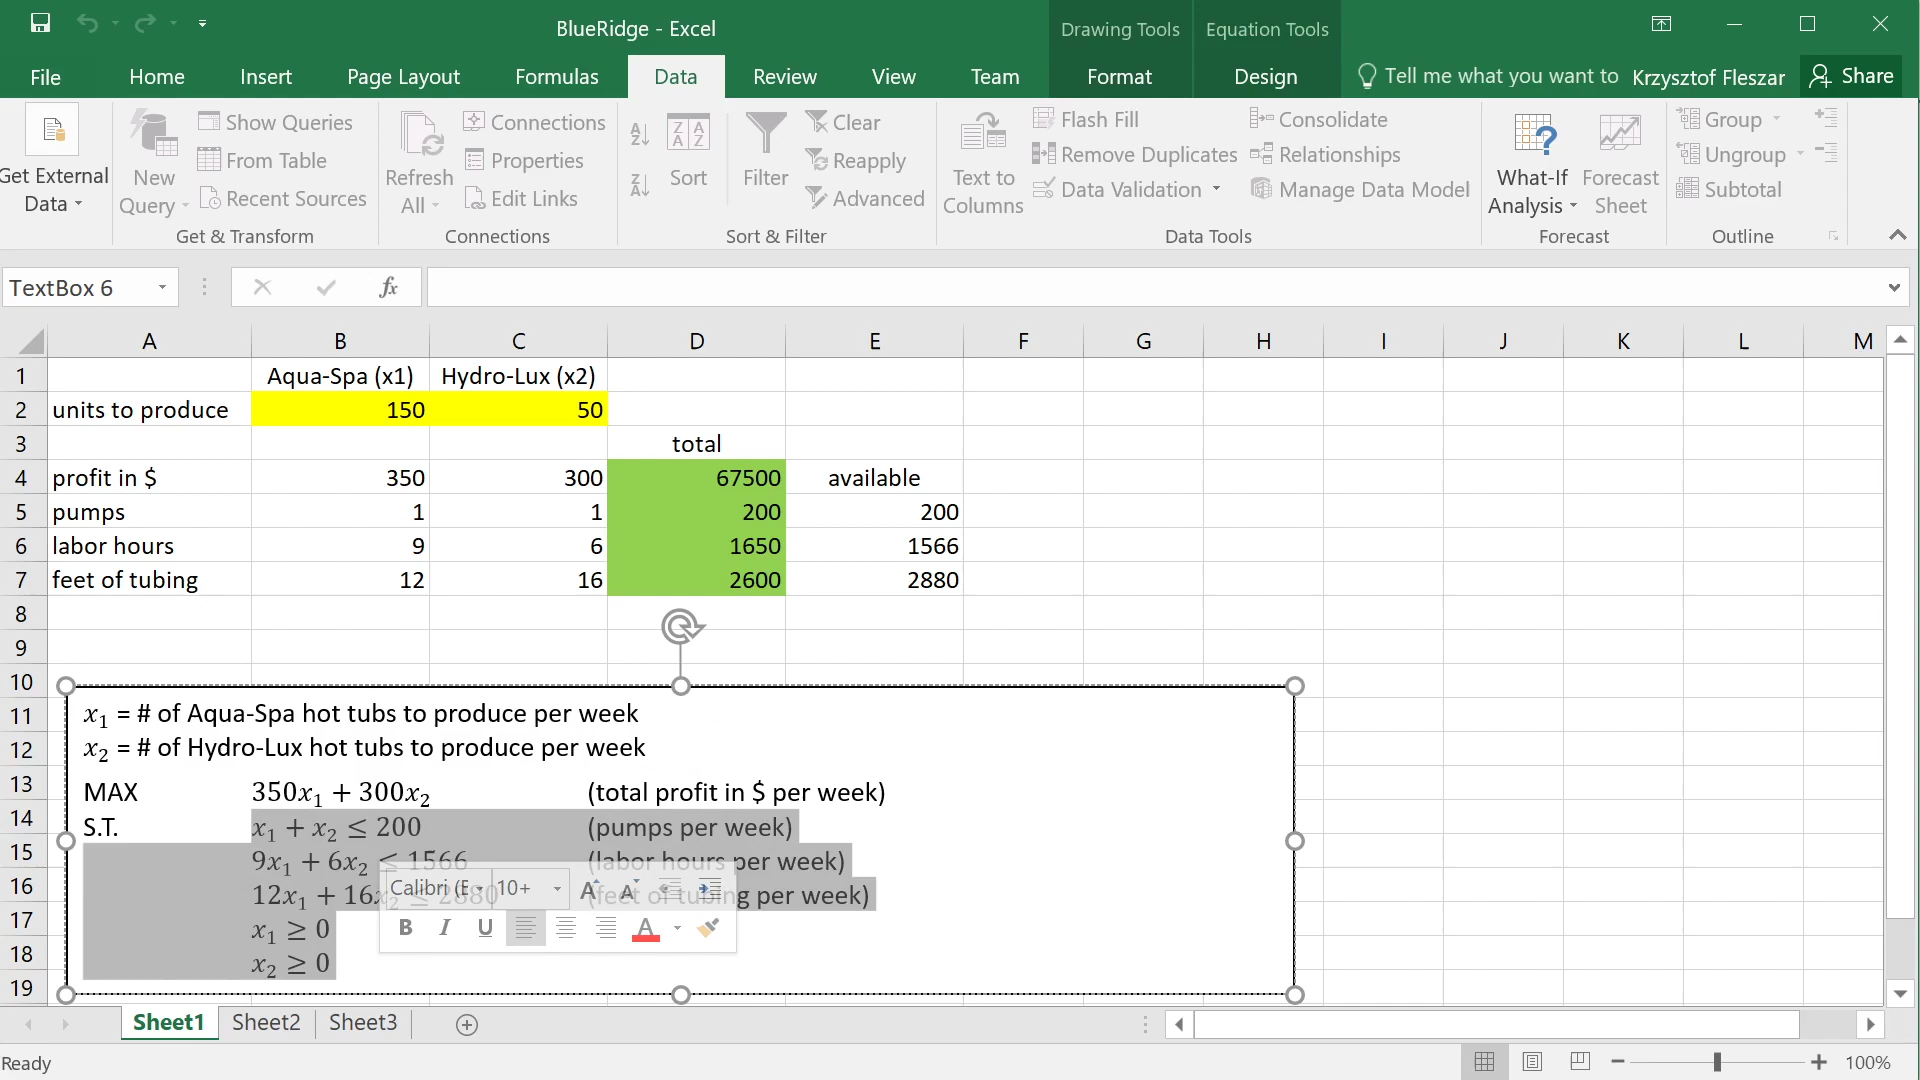 BlueRidge - Excel
Drawing Tools
Equation Tools
File
Home
Insert
Page Layout
Formulas
Data
Review
View
Team
Format
Design
Tell me what you want to
Krzysztof Fleszar
Share
Get External Data
New Query
Show Queries
From Table
Recent Sources
Get & Transform
Refresh All
Connections
Properties
Edit Links
Connections
Sort
Filter
Clear
Reapply
Advanced
Sort & Filter
Text to Columns
Flash Fill
Remove Duplicates
Data Validation
Consolidate
Relationships
Manage Data Model
Data Tools
What-If Analysis
Forecast Sheet
Forecast
Group
Ungroup
Subtotal
Outline
TextBox 6
fx
A B C D E F G H I J K L M
1 Aqua-Spa (x1) Hydro-Lux (x2)
2 units to produce 150 50
3 total
4 profit in $ 350 300 67500 available
5 pumps 1 1 200 200
6 labor hours 9 6 1650 1566
7 feet of tubing 12 16 2600 2880
8
9
10
11 x₁ = # of Aqua-Spa hot tubs to produce per week
12 x₂ = # of Hydro-Lux hot tubs to produce per week
13 MAX 350x₁ + 300x₂ (total profit in $ per week)
14 S.T. x₁ + x₂ ≤ 200 (pumps per week)
15 9x₁ + 6x₂ ≤ 1566 (labor hours per week)
16 12x₁ + 16x₂ ≤ 2880 (feet of tubing per week)
17 x₁ ≥ 0
18 x₂ ≥ 0
19
Calibri (E 10+ A A
B I U A
Sheet1 Sheet2 Sheet3
Ready
100%